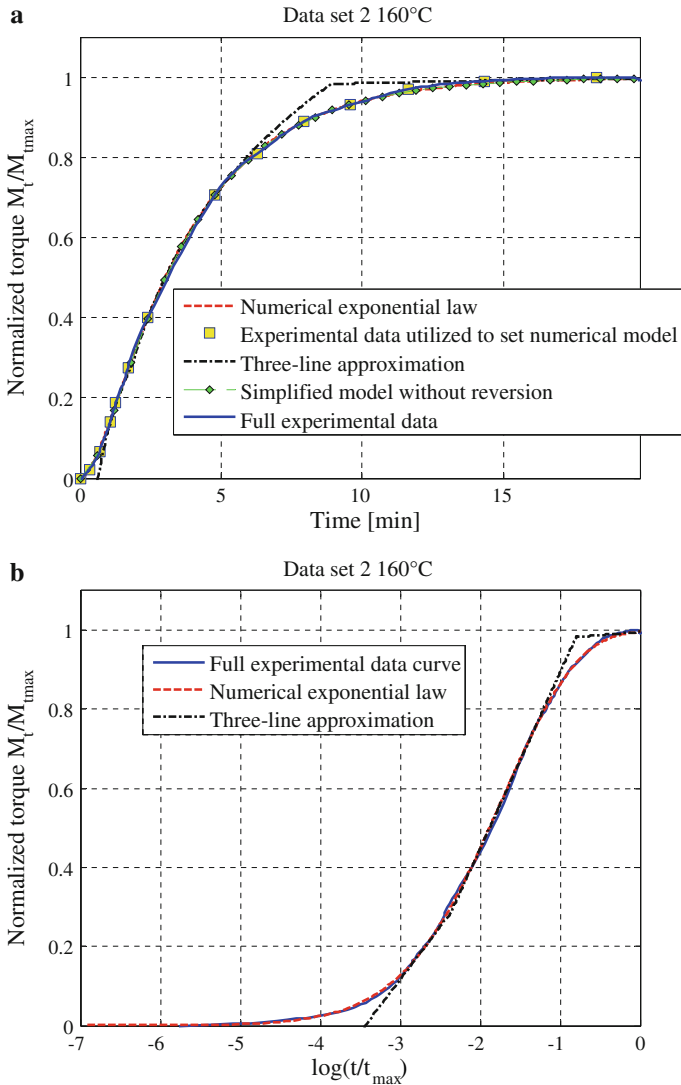 a
Data set 2 160°C
Normalized torque M_t/M_tmax
1
0.8
0.6
0.4
0.2
0
0 5 10 15
Time [min]
Numerical exponential law
Experimental data utilized to set numerical model
Three-line approximation
Simplified model without reversion
Full experimental data
b
Data set 2 160°C
Normalized torque M_t/M_tmax
1
0.8
0.6
0.4
0.2
0
-7 -6 -5 -4 -3 -2 -1 0
log(t/t_max)
Full experimental data curve
Numerical exponential law
Three-line approximation